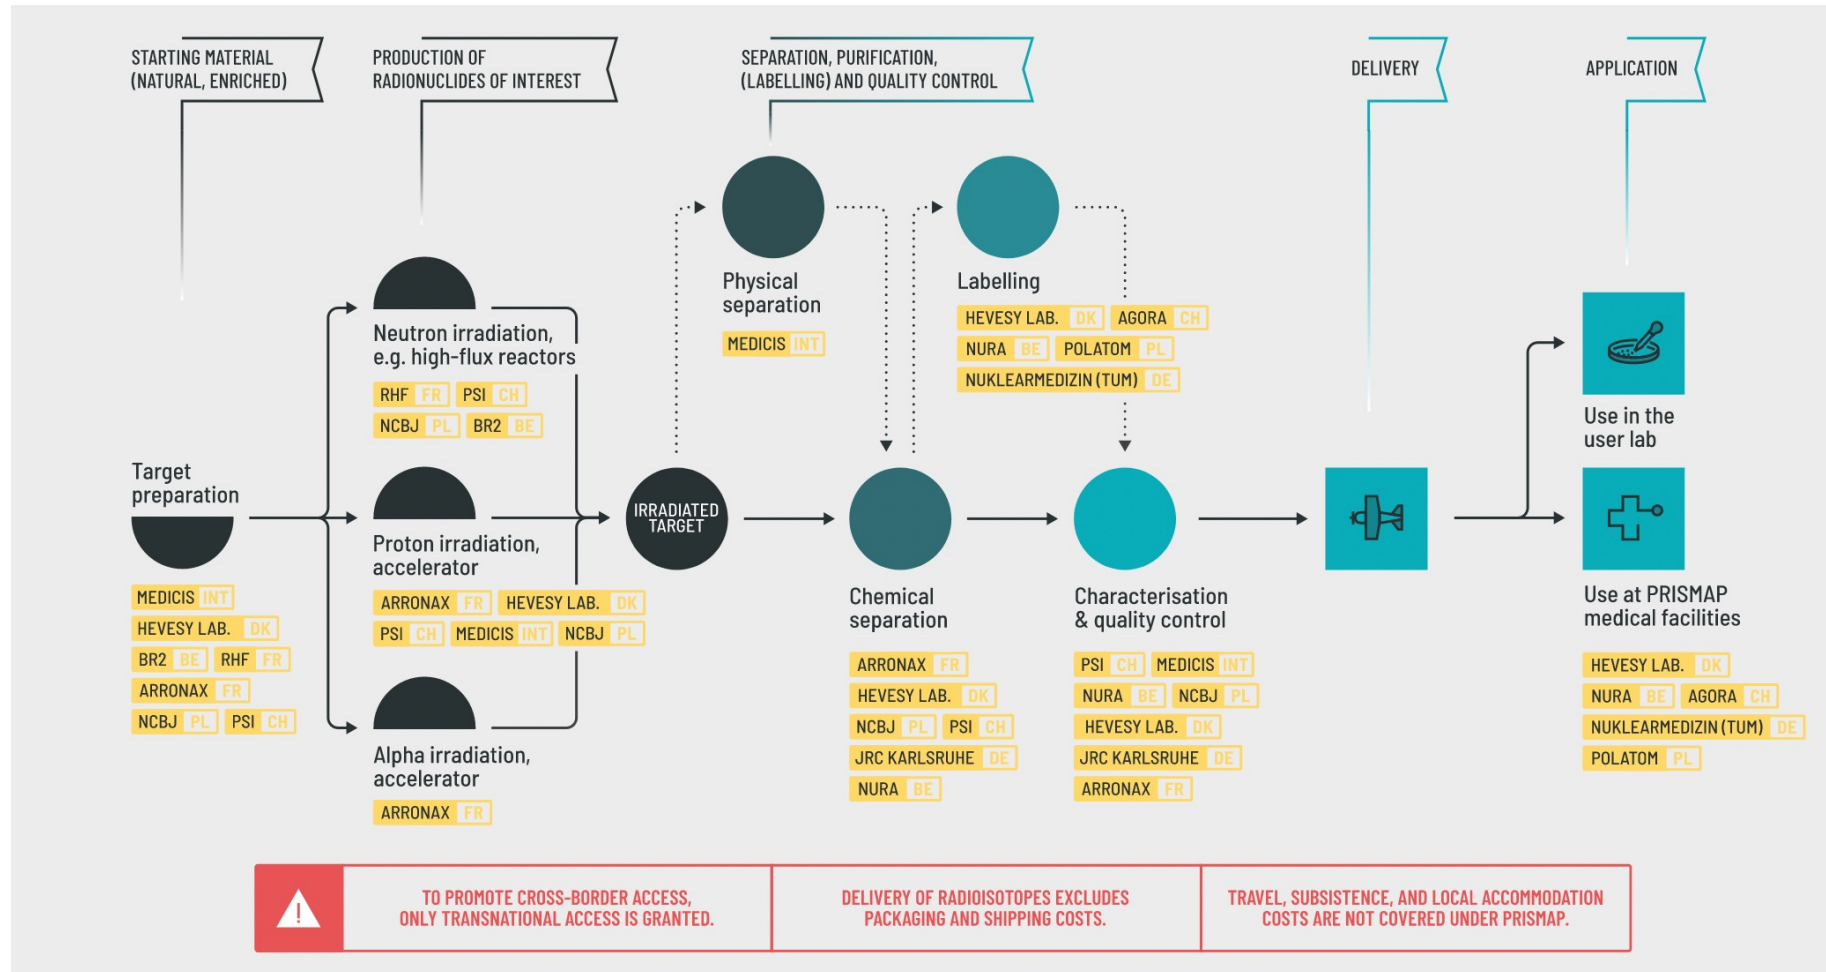 STARTING MATERIAL
(NATURAL, ENRICHED)
PRODUCTION OF
RADIONUCLIDES OF INTEREST
SEPARATION, PURIFICATION,
(LABELLING) AND QUALITY CONTROL
DELIVERY
APPLICATION
Target
preparation
MEDICIS INT
HEVESY LAB. DK
BR2 BE RHF FR
ARRONAX FR
NCBJ PL PSI CH
Neutron irradiation,
e.g. high-flux reactors
RHF FR PSI CH
NCBJ PL BR2 BE
Proton irradiation,
accelerator
ARRONAX FR HEVESY LAB. DK
PSI CH MEDICIS INT NCBJ PL
Alpha irradiation,
accelerator
ARRONAX FR
IRRADIATED
TARGET
Physical
separation
MEDICIS INT
Chemical
separation
ARRONAX FR
HEVESY LAB. DK
NCBJ PL PSI CH
JRC KARLSRUHE DE
NURA BE
Labelling
HEVESY LAB. DK AGORA CH
NURA BE POLATOM PL
NUKLEARMEDIZIN (TUM) DE
Characterisation
& quality control
PSI CH MEDICIS INT
NURA BE NCBJ PL
HEVESY LAB. DK
JRC KARLSRUHE DE
ARRONAX FR
Use in the
user lab
Use at PRISMAP
medical facilities
HEVESY LAB. DK
NURA BE AGORA CH
NUKLEARMEDIZIN (TUM) DE
POLATOM PL
!
TO PROMOTE CROSS-BORDER ACCESS,
ONLY TRANSNATIONAL ACCESS IS GRANTED.
DELIVERY OF RADIOISOTOPES EXCLUDES
PACKAGING AND SHIPPING COSTS.
TRAVEL, SUBSISTENCE, AND LOCAL ACCOMMODATION
COSTS ARE NOT COVERED UNDER PRISMAP.